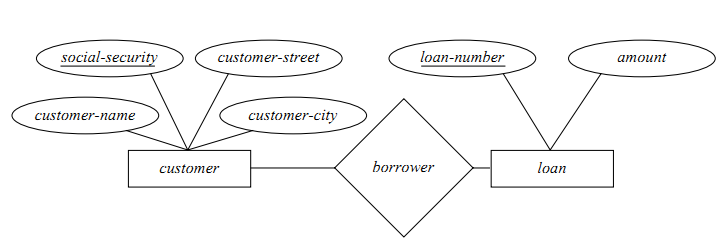 social-security
customer-street
loan-number
amount
customer-name
customer-city
customer
borrower
loan